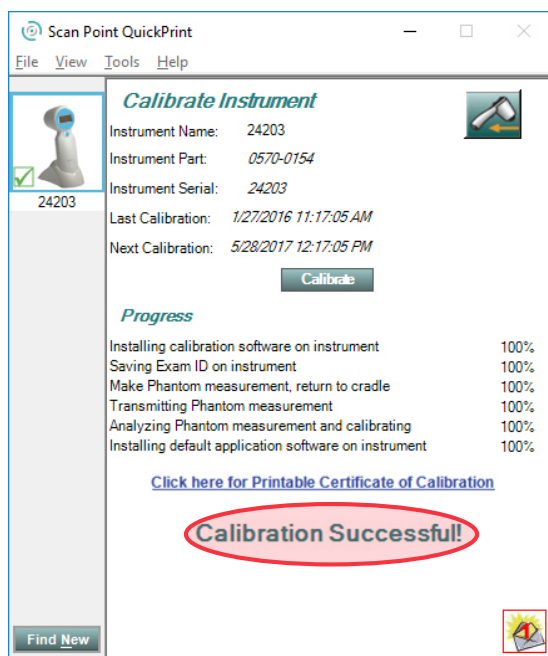 Scan Point QuickPrint
File View Tools Help
Calibrate Instrument
Instrument Name: 24203
Instrument Part: 0570-0154
Instrument Serial: 24203
24203
Last Calibration: 1/27/2016 11:17:05 AM
Next Calibration: 5/28/2017 12:17:05 PM
Calibrate
Progress
Installing calibration software on instrument 100%
Saving Exam ID on instrument 100%
Make Phantom measurement, return to cradle 100%
Transmitting Phantom measurement 100%
Analyzing Phantom measurement and calibrating 100%
Installing default application software on instrument 100%
Click here for Printable Certificate of Calibration
Calibration Successful!
Find New